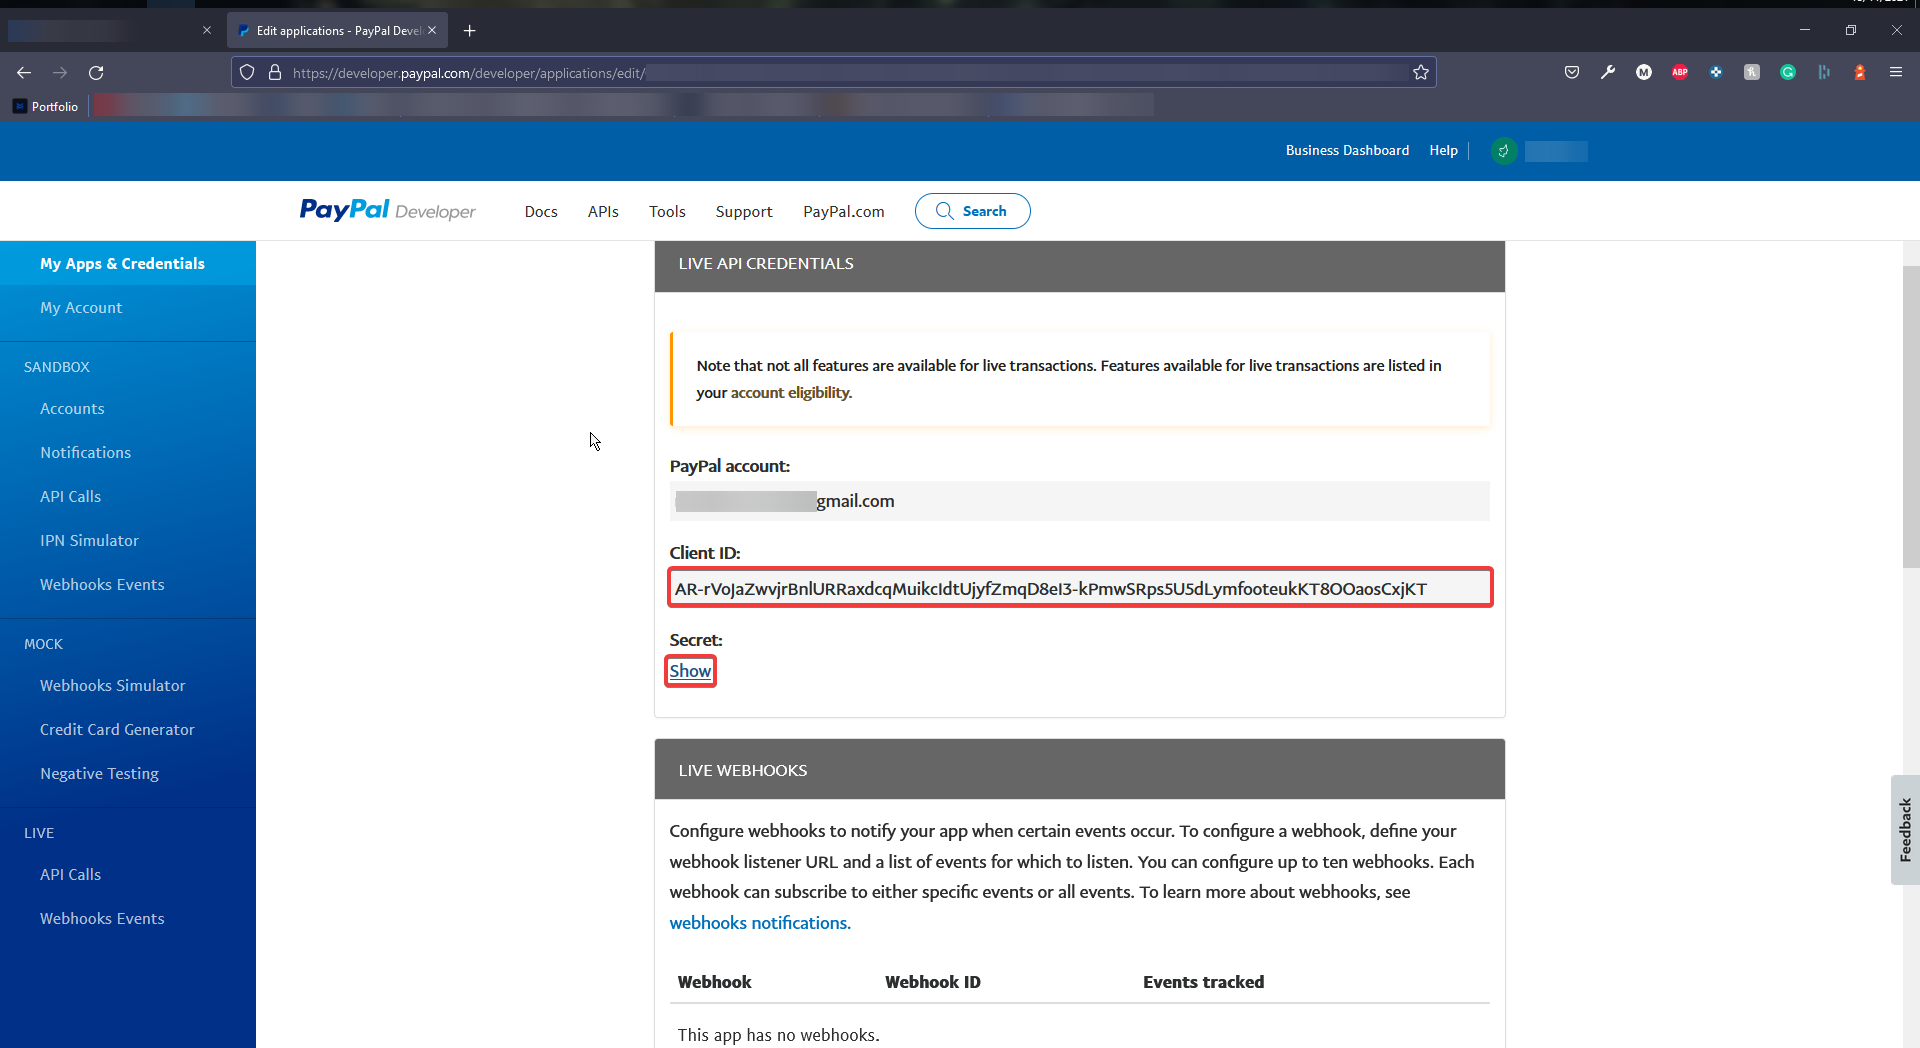 Edit applications - PayPal Devel
https://developer.paypal.com/developer/applications/edit/
M
ABP
Portfolio
Business Dashboard
Help
PayPal Developer
Docs
APIs
Tools
Support
PayPal.com
Search
My Apps & Credentials
My Account
SANDBOX
Accounts
Notifications
API Calls
IPN Simulator
Webhooks Events
MOCK
Webhooks Simulator
Credit Card Generator
Negative Testing
LIVE
API Calls
Webhooks Events
LIVE API CREDENTIALS
Note that not all features are available for live transactions. Features available for live transactions are listed in
your account eligibility.
PayPal account:
gmail.com
Client ID:
AR-rVoJaZwvjrBnlURRaxdcqMuikcIdtUjyfZmqD8eI3-kPmwSRps5U5dLymfooteukKT8OOaosCxjKT
Secret:
Show
LIVE WEBHOOKS
Configure webhooks to notify your app when certain events occur. To configure a webhook, define your
webhook listener URL and a list of events for which to listen. You can configure up to ten webhooks. Each
webhook can subscribe to either specific events or all events. To learn more about webhooks, see
webhooks notifications.
Webhook
Webhook ID
Events tracked
This app has no webhooks.
Feedback